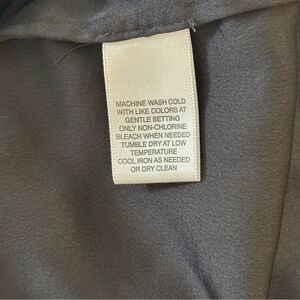 MACHINE WASH COLD
WITH LIKE COLORS AT
GENTLE SETTING
ONLY NON-CHLORINE
BLEACH WHEN NEEDED
TUMBLE DRY AT LOW
TEMPERATURE
COOL IRON AS NEEDED
OR DRY CLEAN